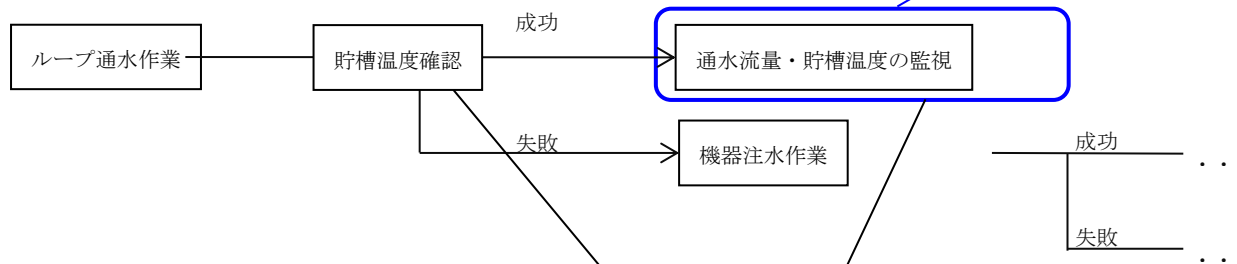 成功
ループ通水作業
貯槽温度確認
通水流量・貯槽温度の監視
失敗
機器注水作業
成功
・・
失敗
・・